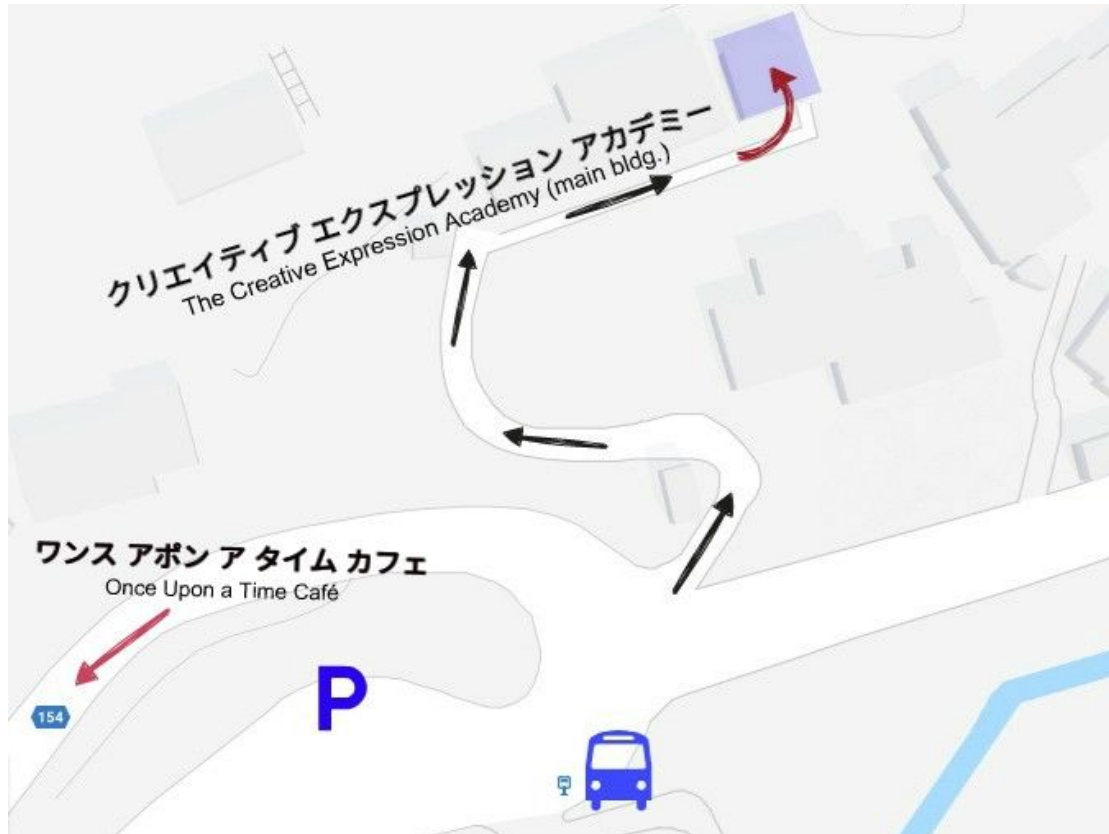 クリエイティブ エクスプレッション アカデミー
The Creative Expression Academy (main bldg.)
ワンス アポン ア タイム カフェ
Once Upon a Time Café
P
154